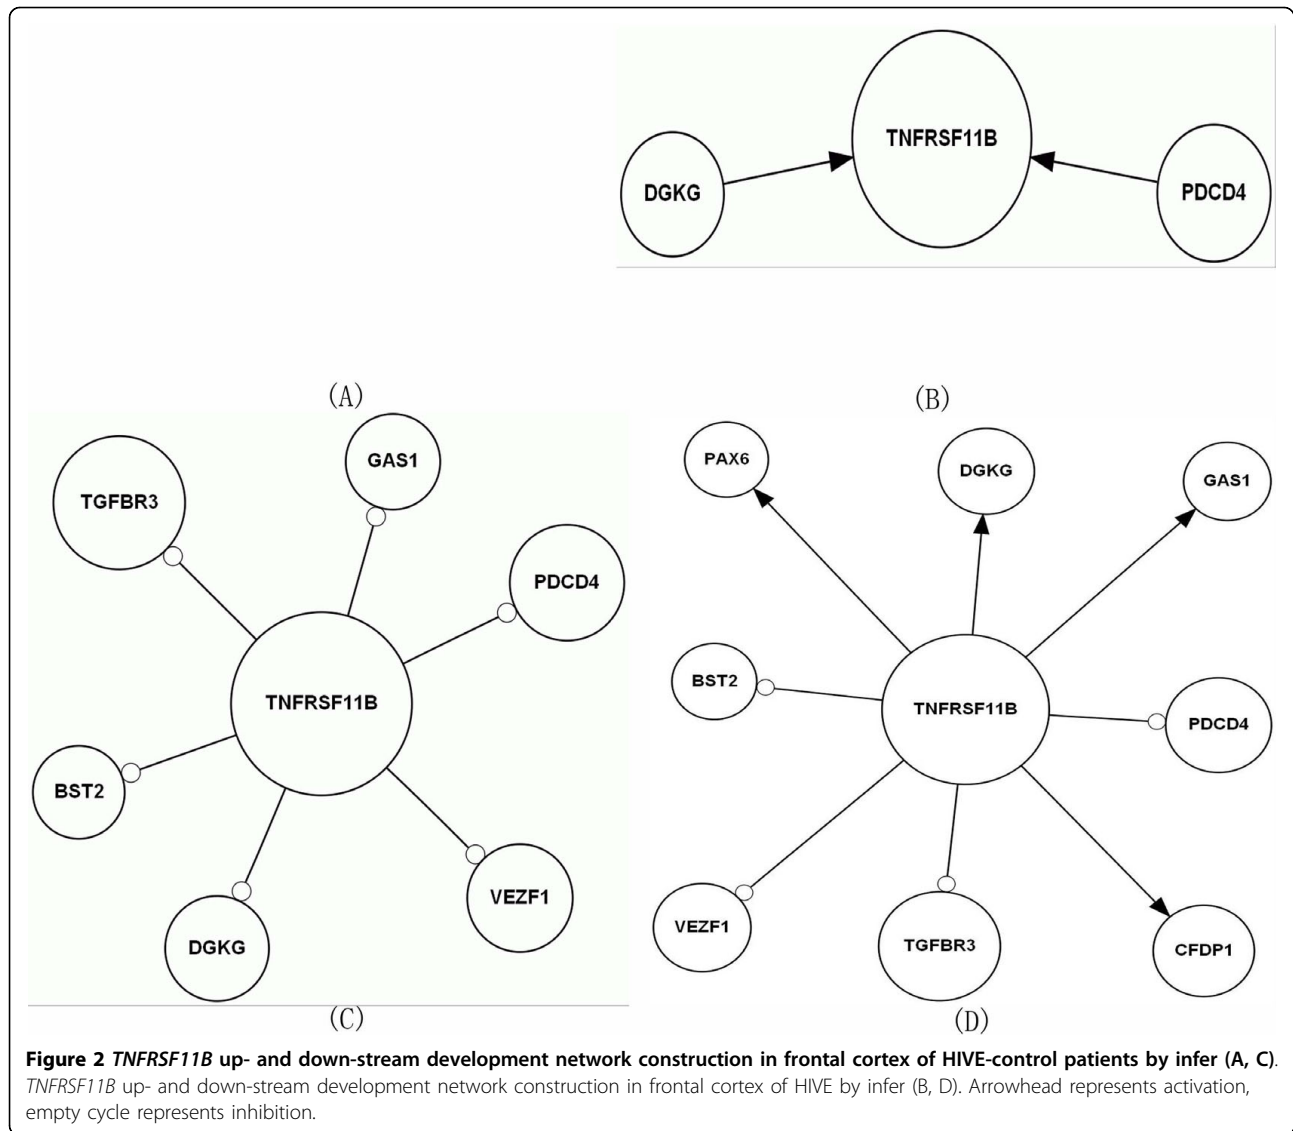 TNFRSF11B
DGKG
PDCD4
(A)
(B)
GAS1
TGFBR3
PDCD4
TNFRSF11B
BST2
VEZF1
DGKG
(C)
PAX6
DGKG
GAS1
BST2
TNFRSF11B
PDCD4
VEZF1
TGFBR3
CFDP1
(D)
Figure 2 TNFRSF11B up- and down-stream development network construction in frontal cortex of HIVE-control patients by infer (A, C).
TNFRSF11B up- and down-stream development network construction in frontal cortex of HIVE by infer (B, D). Arrowhead represents activation,
empty cycle represents inhibition.